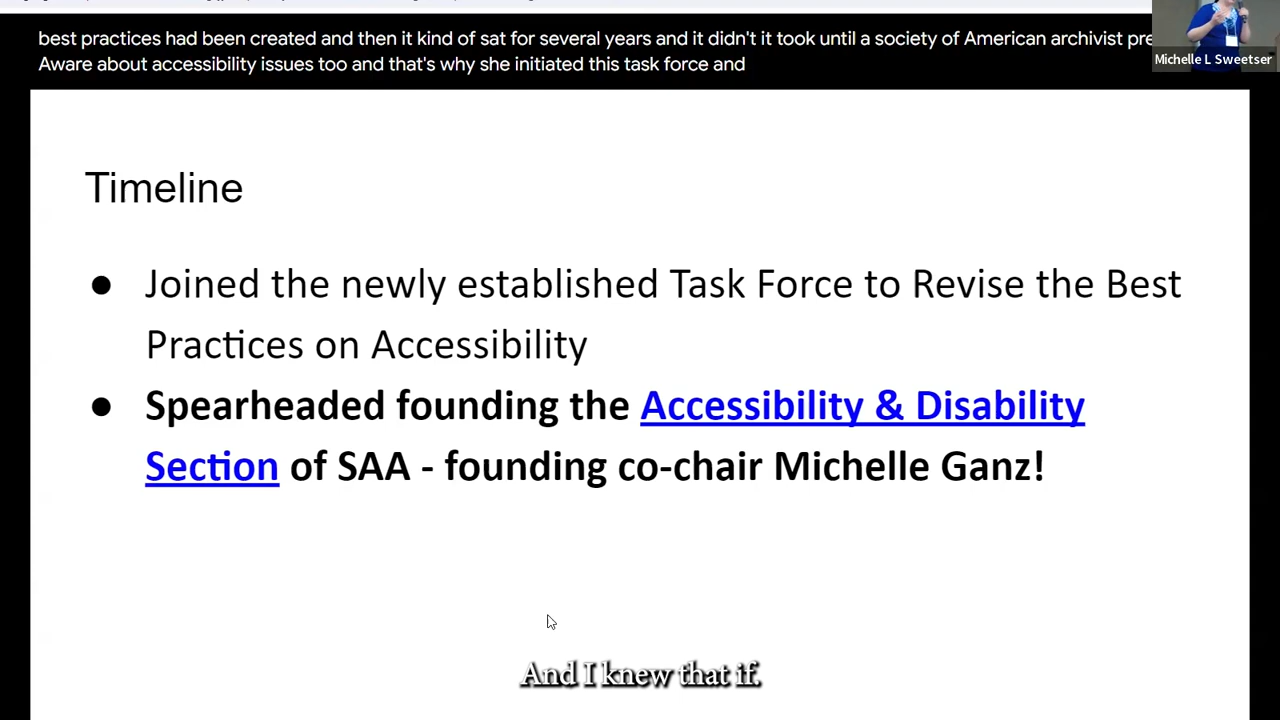 best practices had been created and then it kind of sat for several years and it didn't it took until a society of American archivist pre
Aware about accessibility issues too and that's why she initiated this task force and
Michelle L Sweetser
Timeline
● Joined the newly established Task Force to Revise the Best
Practices on Accessibility
● Spearheaded founding the Accessibility & Disability
Section of SAA - founding co-chair Michelle Ganz!
And I knew that if.